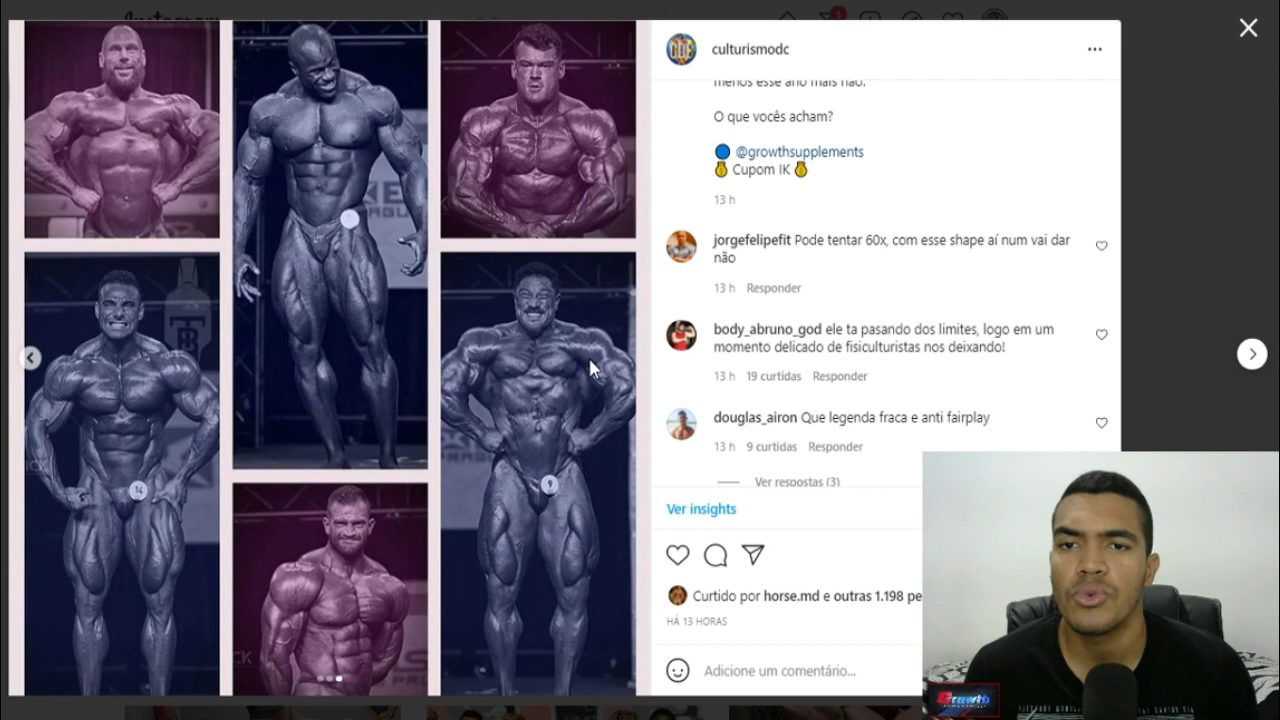 Instagram
culturismodc
menos esse ano mais não.
O que vocês acham?
@growthsupplements
Cupom IK
13 h
jorgefelipefit Pode tentar 60x, com esse shape aí num vai dar
não
13 h Responder
body_abruno_god ele ta pasando dos limites, logo em um
momento delicado de fisiculturistas nos deixando!
13 h 19 curtidas Responder
douglas_airon Que legenda fraca e anti fairplay
13 h 9 curtidas Responder
Ver respostas (3)
Ver insights
Curtido por horse.md e outras 1.198 pe
HÁ 13 HORAS
Adicione um comentário...
14
9
Growth